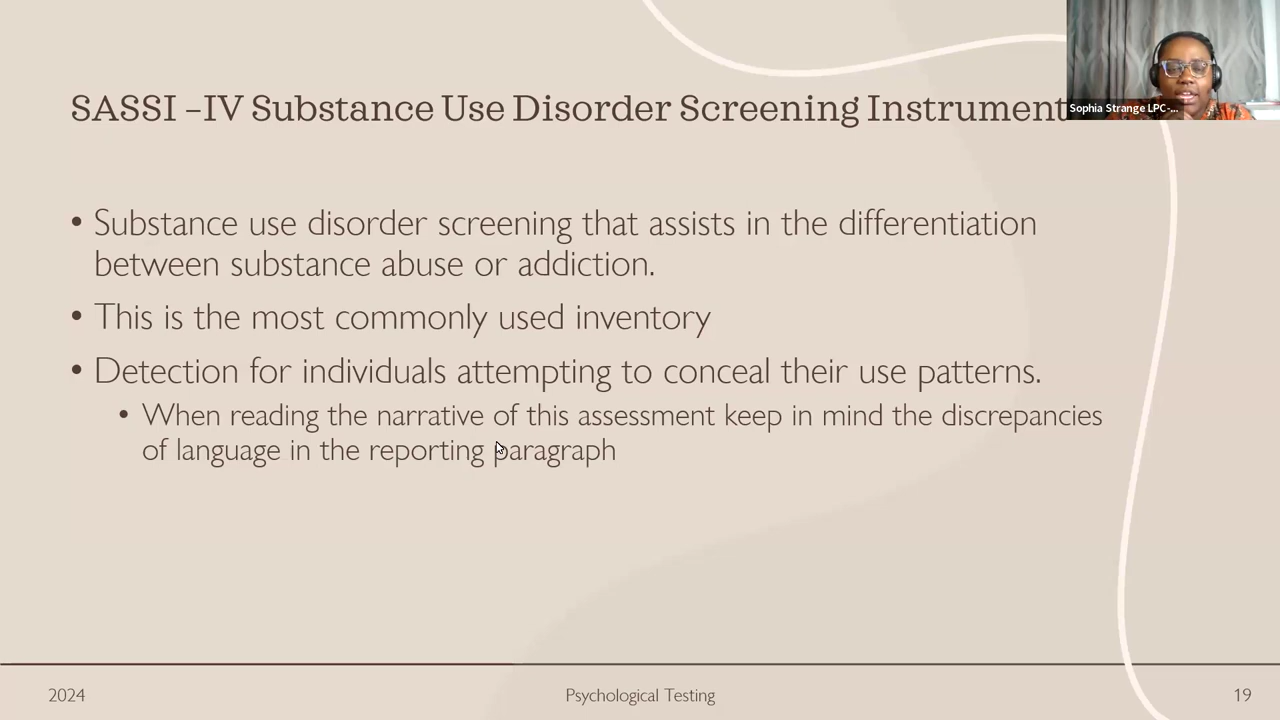 SASSI –IV Substance Use Disorder Screening Instrument
Sophia Strange LPC-...
• Substance use disorder screening that assists in the differentiation
between substance abuse or addiction.
• This is the most commonly used inventory
• Detection for individuals attempting to conceal their use patterns.
• When reading the narrative of this assessment keep in mind the discrepancies
of language in the reporting paragraph
2024
Psychological Testing
19